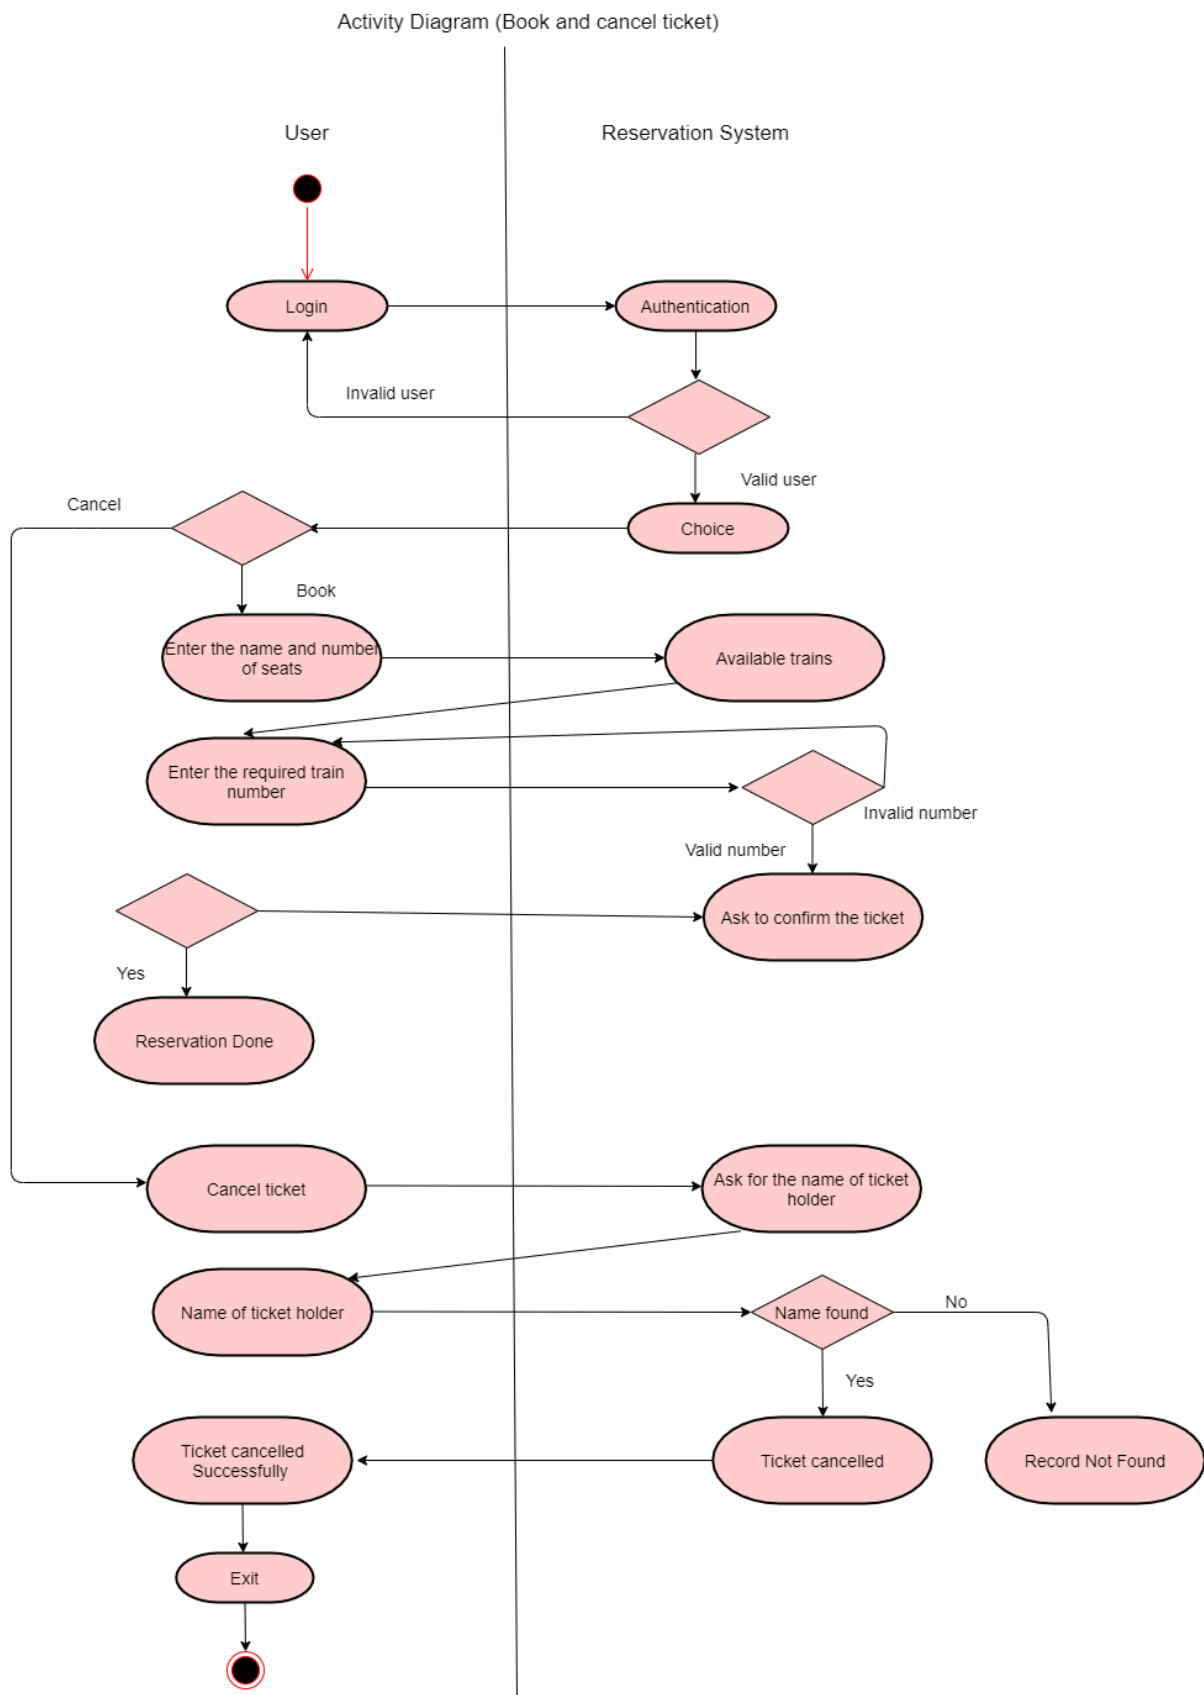 Activity Diagram (Book and cancel ticket)
User
Reservation System
Login
Authentication
Invalid user
Valid user
Cancel
Choice
Book
Enter the name and number
of seats
Available trains
Enter the required train
number
Invalid number
Valid number
Ask to confirm the ticket
Yes
Reservation Done
Cancel ticket
Ask for the name of ticket
holder
Name of ticket holder
Name found
No
Yes
Ticket cancelled
Successfully
Ticket cancelled
Record Not Found
Exit